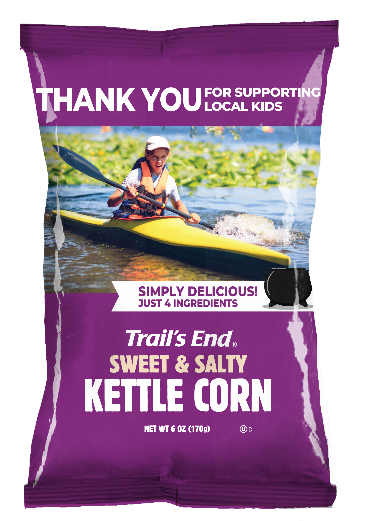 THANK YOU FOR SUPPORTING
LOCAL KIDS
SIMPLY DELICIOUS!
JUST 4 INGREDIENTS
Trail's End®
SWEET & SALTY
KETTLE CORN
NET WT 6 OZ (170g) Ⓤ D